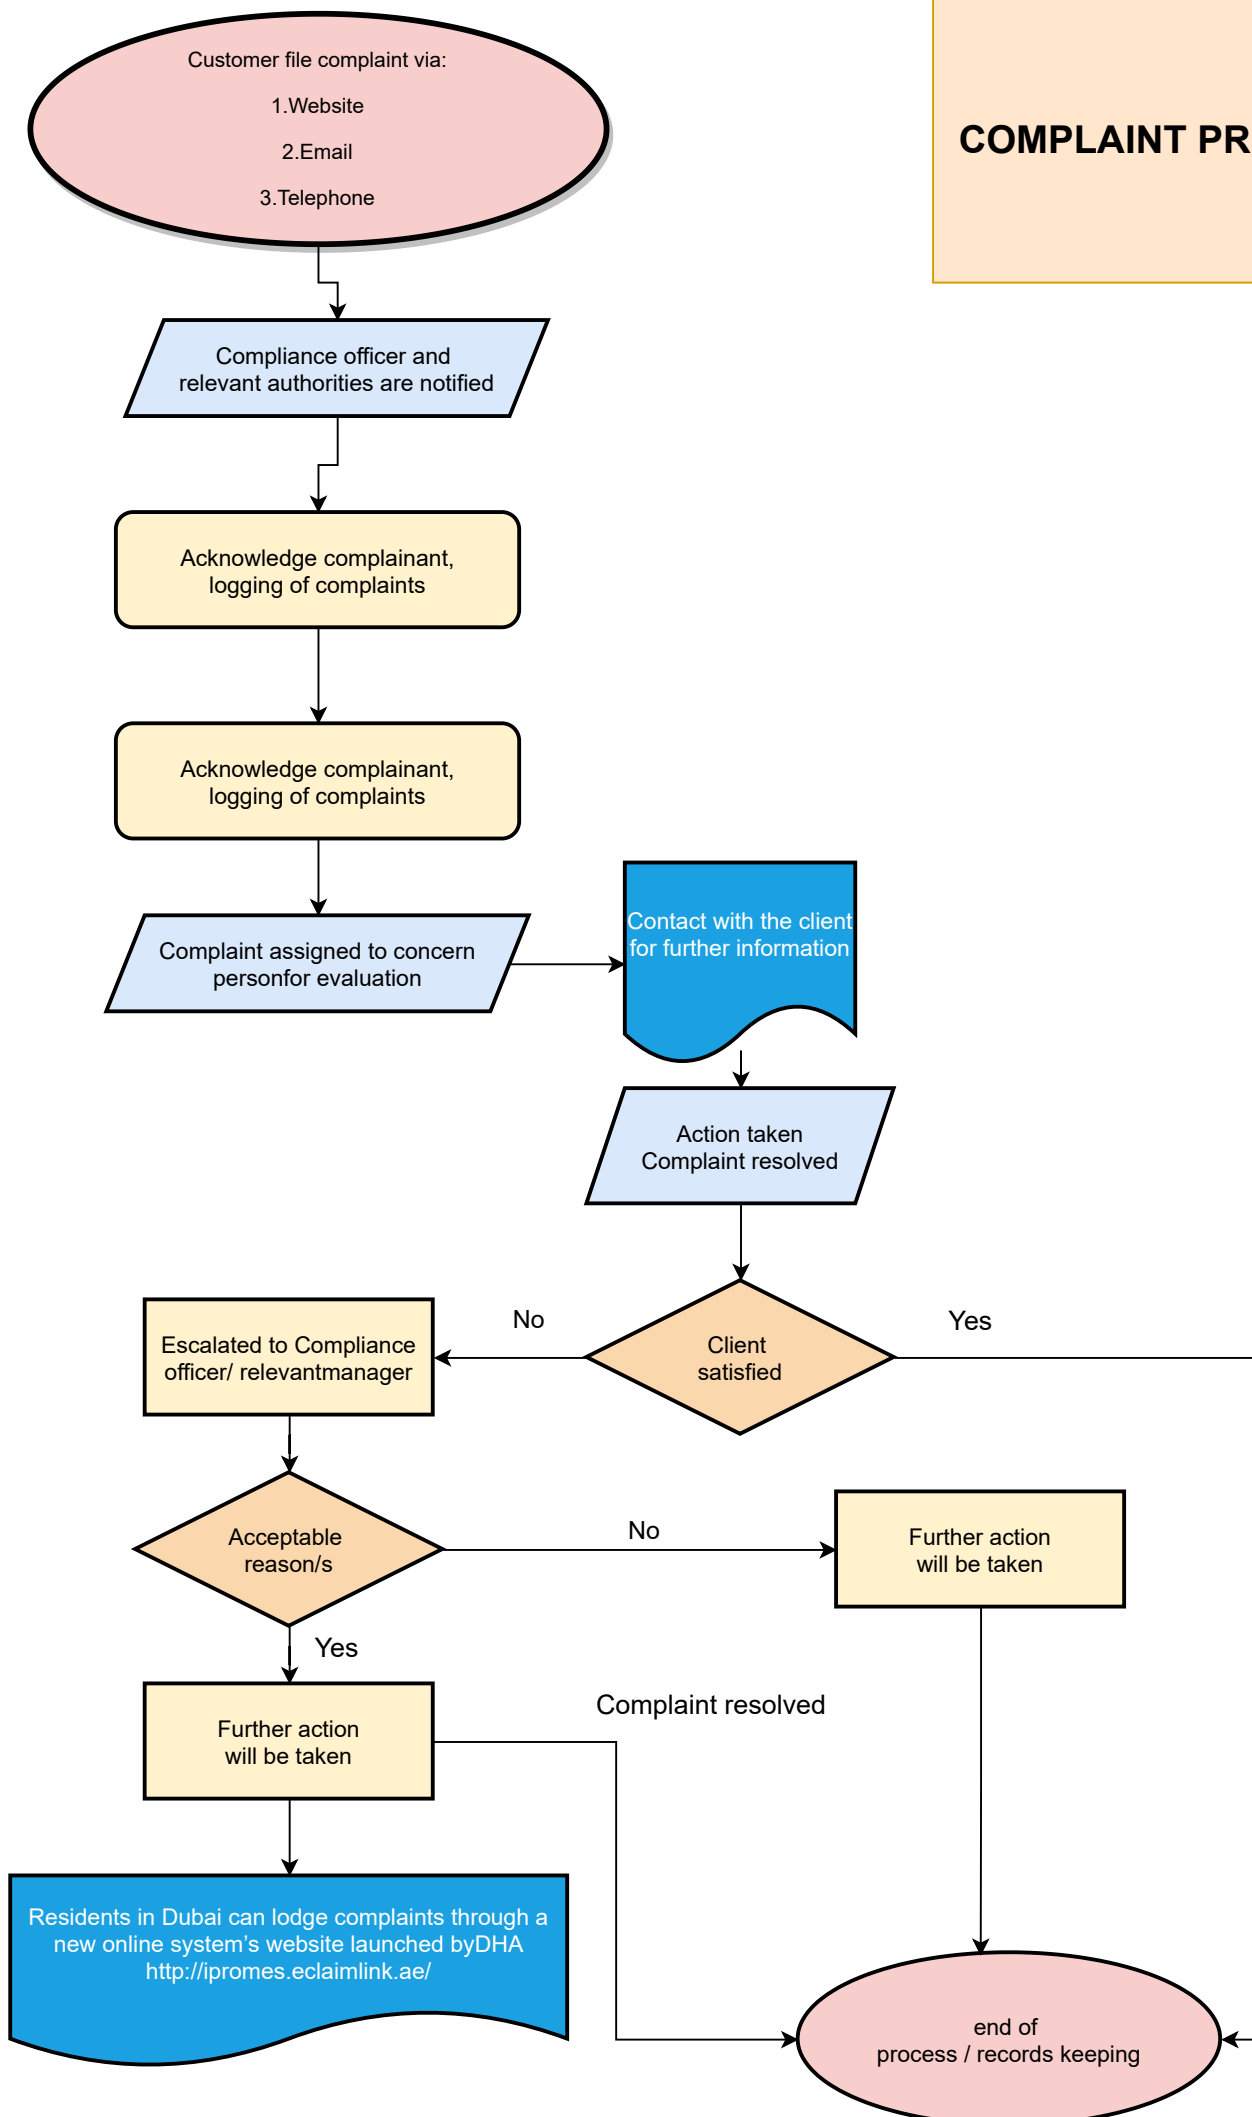 Customer file complaint via:
1.Website
2.Email
3.Telephone
COMPLAINT PR
Compliance officer and
relevant authorities are notified
Acknowledge complainant,
logging of complaints
Acknowledge complainant,
logging of complaints
Complaint assigned to concern
personfor evaluation
Contact with the client
for further information
Action taken
Complaint resolved
Client
satisfied
No
Yes
Escalated to Compliance
officer/ relevantmanager
Acceptable
reason/s
No
Further action
will be taken
Yes
Further action
will be taken
Complaint resolved
Residents in Dubai can lodge complaints through a
new online system’s website launched byDHA
http://ipromes.eclaimlink.ae/
end of
process / records keeping